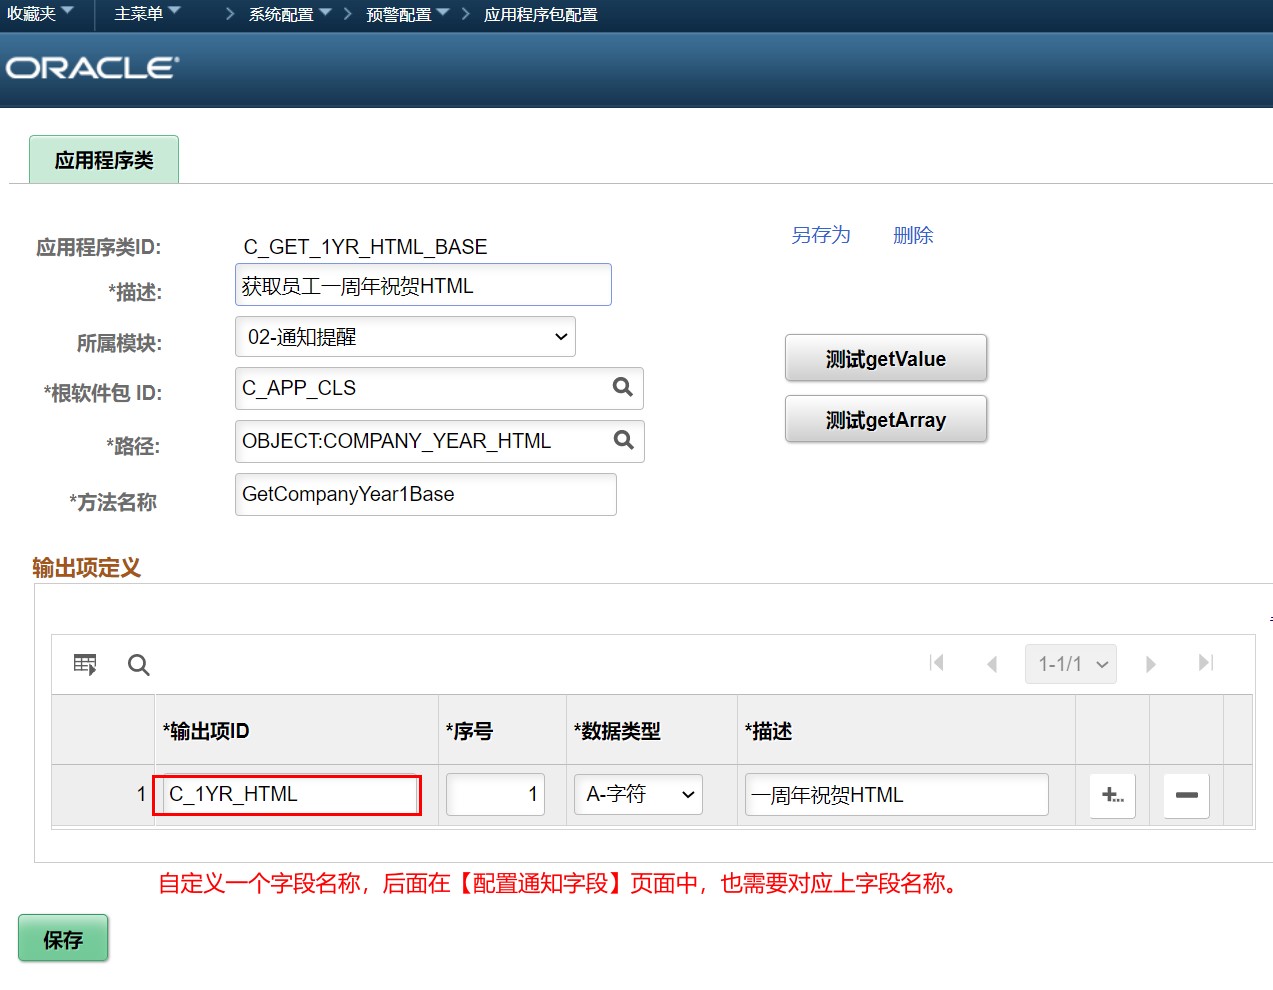 收藏夹 主菜单 > 系统配置 > 预警配置 > 应用程序包配置
ORACLE
应用程序类
应用程序类ID: C_GET_1YR_HTML_BASE 另存为 删除
*描述: 获取员工一周年祝贺HTML
所属模块: 02-通知提醒
测试getValue
*根软件包 ID: C_APP_CLS
测试getArray
*路径: OBJECT:COMPANY_YEAR_HTML
*方法名称 GetCompanyYear1Base
输出项定义
1-1/1
*输出项ID *序号 *数据类型 *描述
1 C_1YR_HTML 1 A-字符 一周年祝贺HTML
自定义一个字段名称，后面在【配置通知字段】页面中，也需要对应上字段名称。
保存